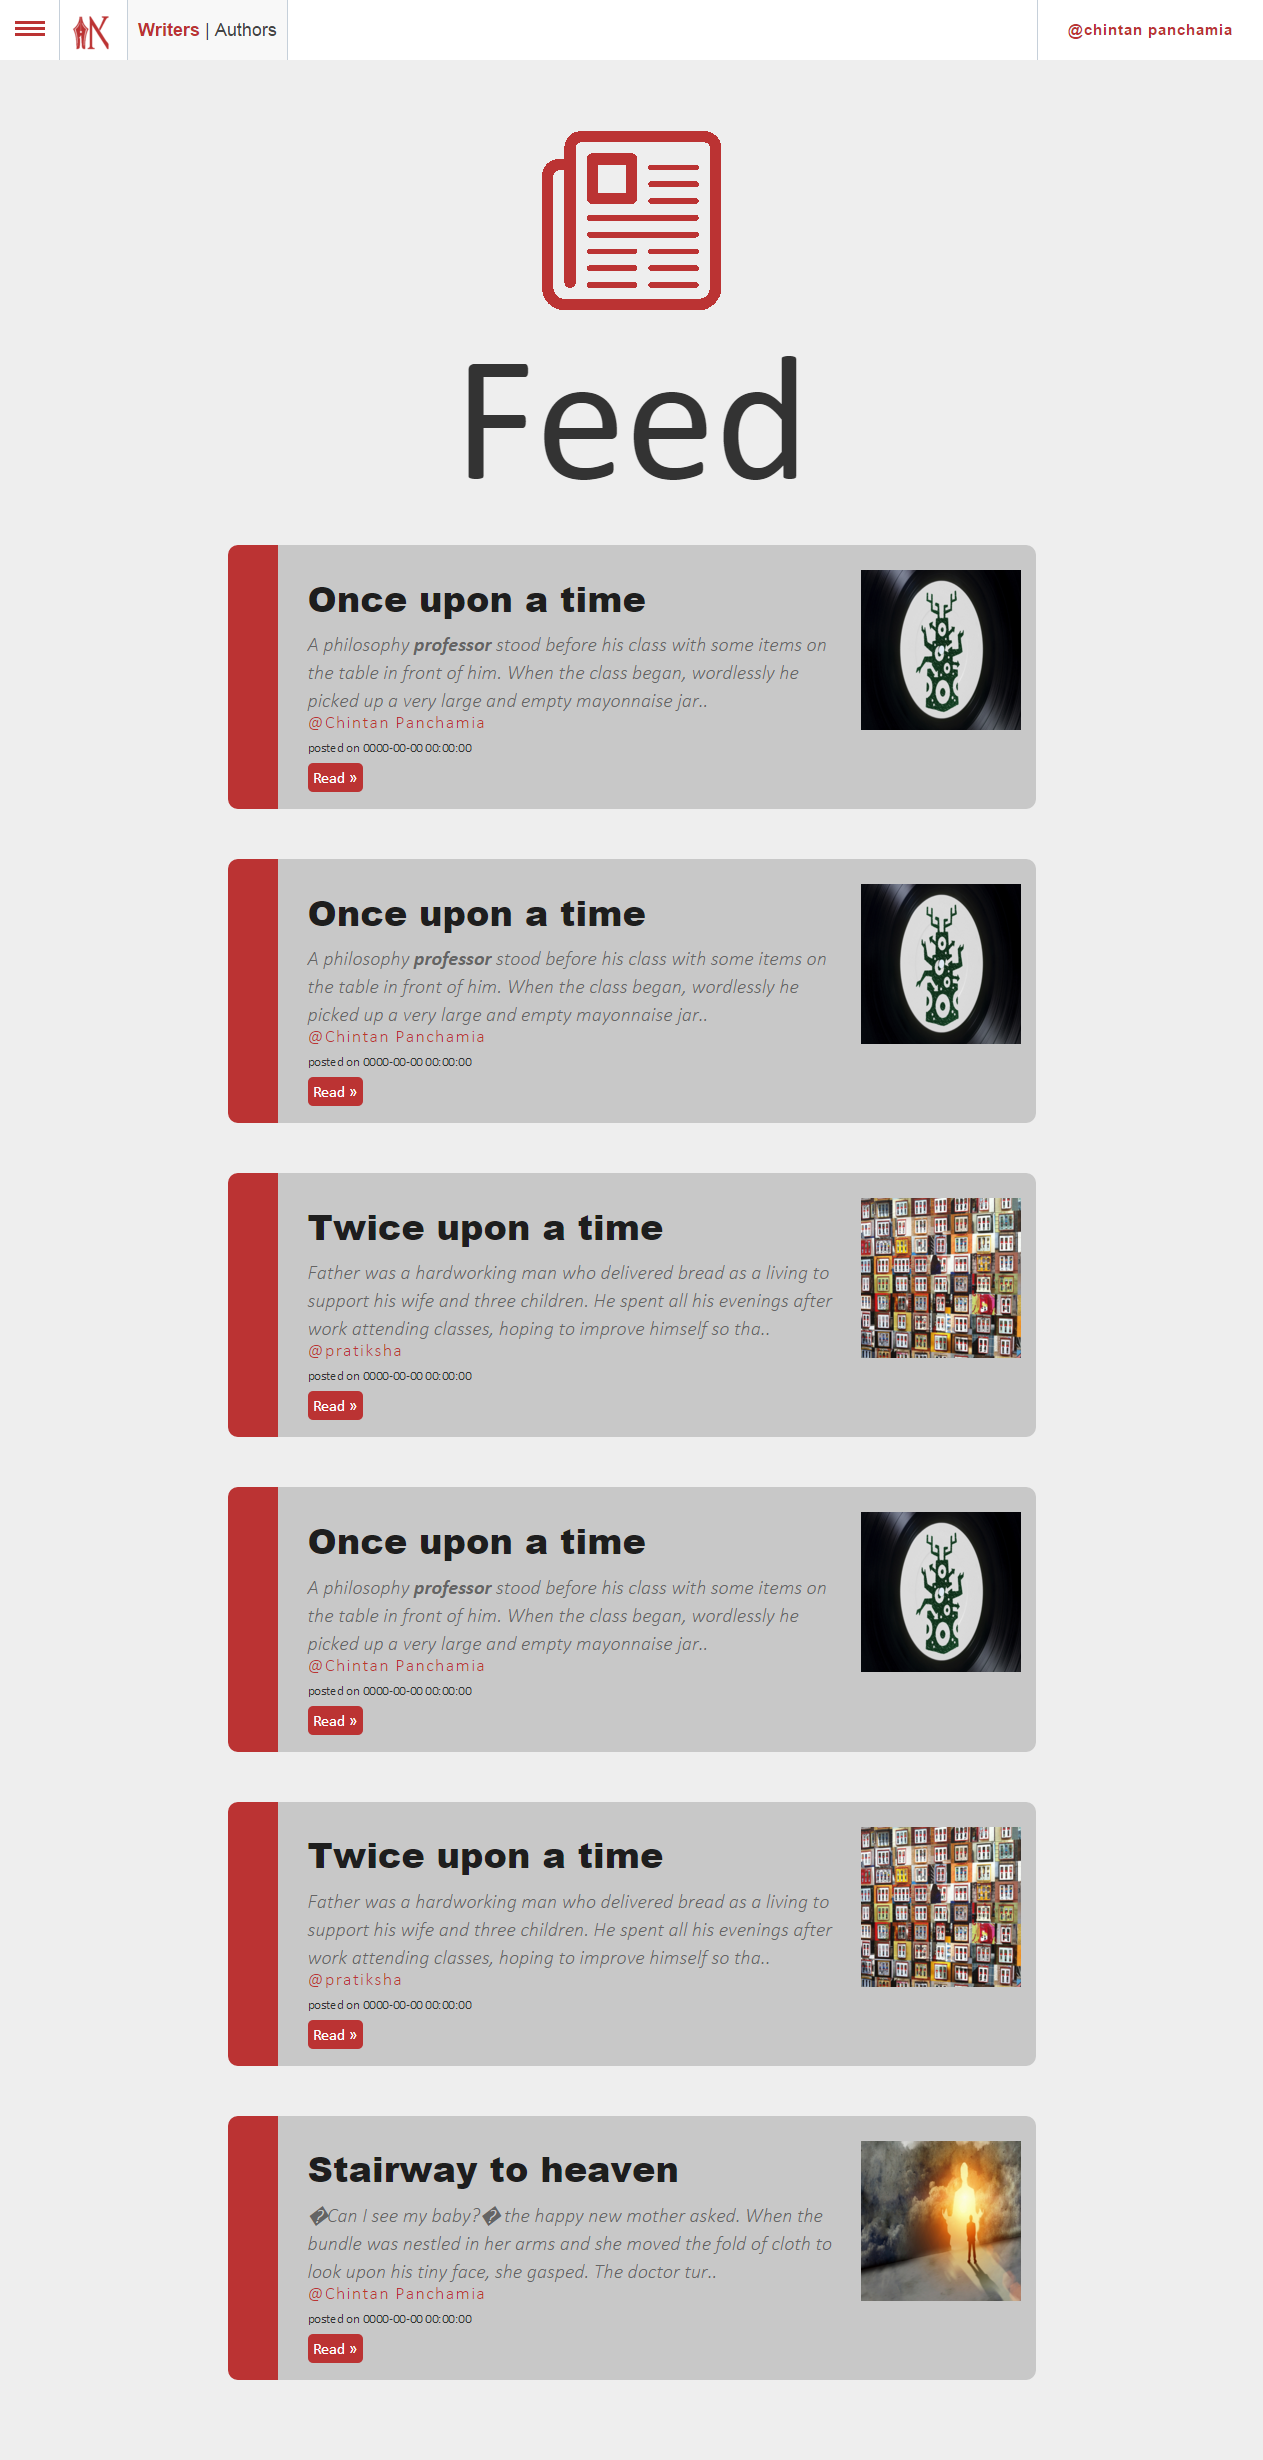 Writers | Authors
@chintan panchamia
Feed
Once upon a time
A philosophy professor stood before his class with some items on
the table in front of him. When the class began, wordlessly he
picked up a very large and empty mayonnaise jar..
@Chintan Panchamia
posted on 0000-00-00 00:00:00
Read »
Once upon a time
A philosophy professor stood before his class with some items on
the table in front of him. When the class began, wordlessly he
picked up a very large and empty mayonnaise jar..
@Chintan Panchamia
posted on 0000-00-00 00:00:00
Read »
Twice upon a time
Father was a hardworking man who delivered bread as a living to
support his wife and three children. He spent all his evenings after
work attending classes, hoping to improve himself so tha..
@pratiksha
posted on 0000-00-00 00:00:00
Read »
Once upon a time
A philosophy professor stood before his class with some items on
the table in front of him. When the class began, wordlessly he
picked up a very large and empty mayonnaise jar..
@Chintan Panchamia
posted on 0000-00-00 00:00:00
Read »
Twice upon a time
Father was a hardworking man who delivered bread as a living to
support his wife and three children. He spent all his evenings after
work attending classes, hoping to improve himself so tha..
@pratiksha
posted on 0000-00-00 00:00:00
Read »
Stairway to heaven
�Can I see my baby?� the happy new mother asked. When the
bundle was nestled in her arms and she moved the fold of cloth to
look upon his tiny face, she gasped. The doctor tur..
@Chintan Panchamia
posted on 0000-00-00 00:00:00
Read »